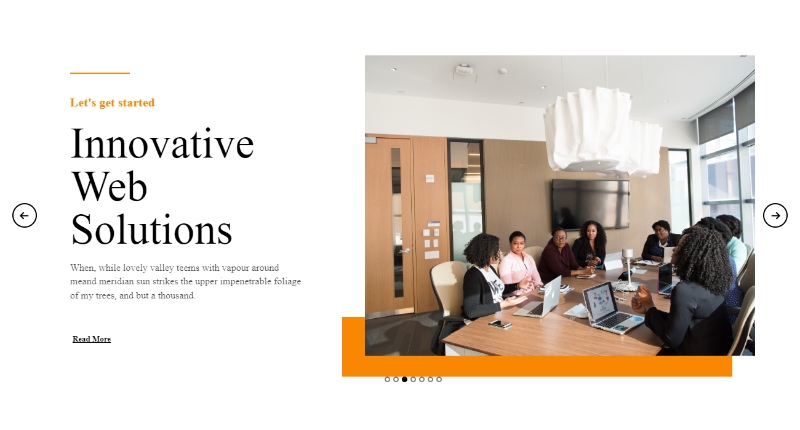 Let's get started
Innovative
Web
Solutions
When, while lovely valley teems with vapour around
meand meridian sun strikes the upper impenetrable foliage
of my trees, and but a thousand.
Read More